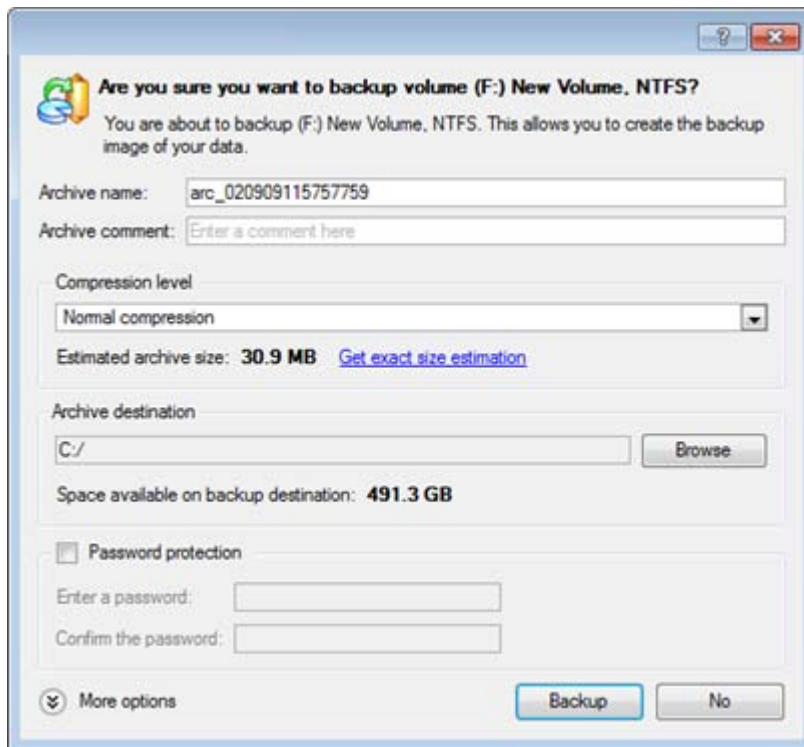 Are you sure you want to backup volume (F:) New Volume, NTFS?
You are about to backup (F:) New Volume, NTFS. This allows you to create the backup
image of your data.
Archive name: arc_020909115757759
Archive comment: Enter a comment here
Compression level
Normal compression
Estimated archive size: 30.9 MB Get exact size estimation
Archive destination
C:/ Browse
Space available on backup destination: 491.3 GB
Password protection
Enter a password:
Confirm the password:
More options Backup No